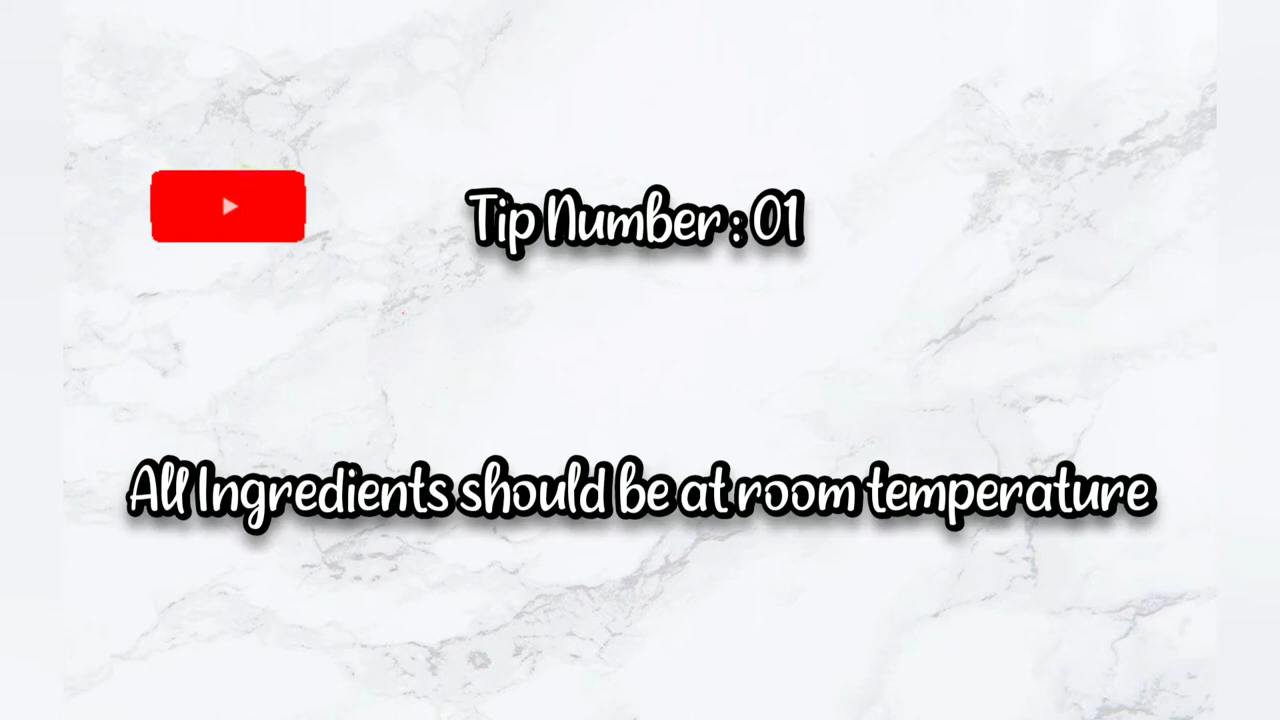 Tip Number : 01
All Ingredients should be at room temperature